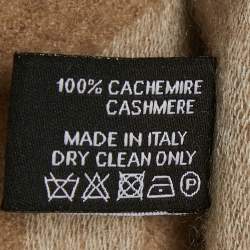 100% CACHEMIRE
CASHMERE
MADE IN ITALY
DRY CLEAN ONLY
P